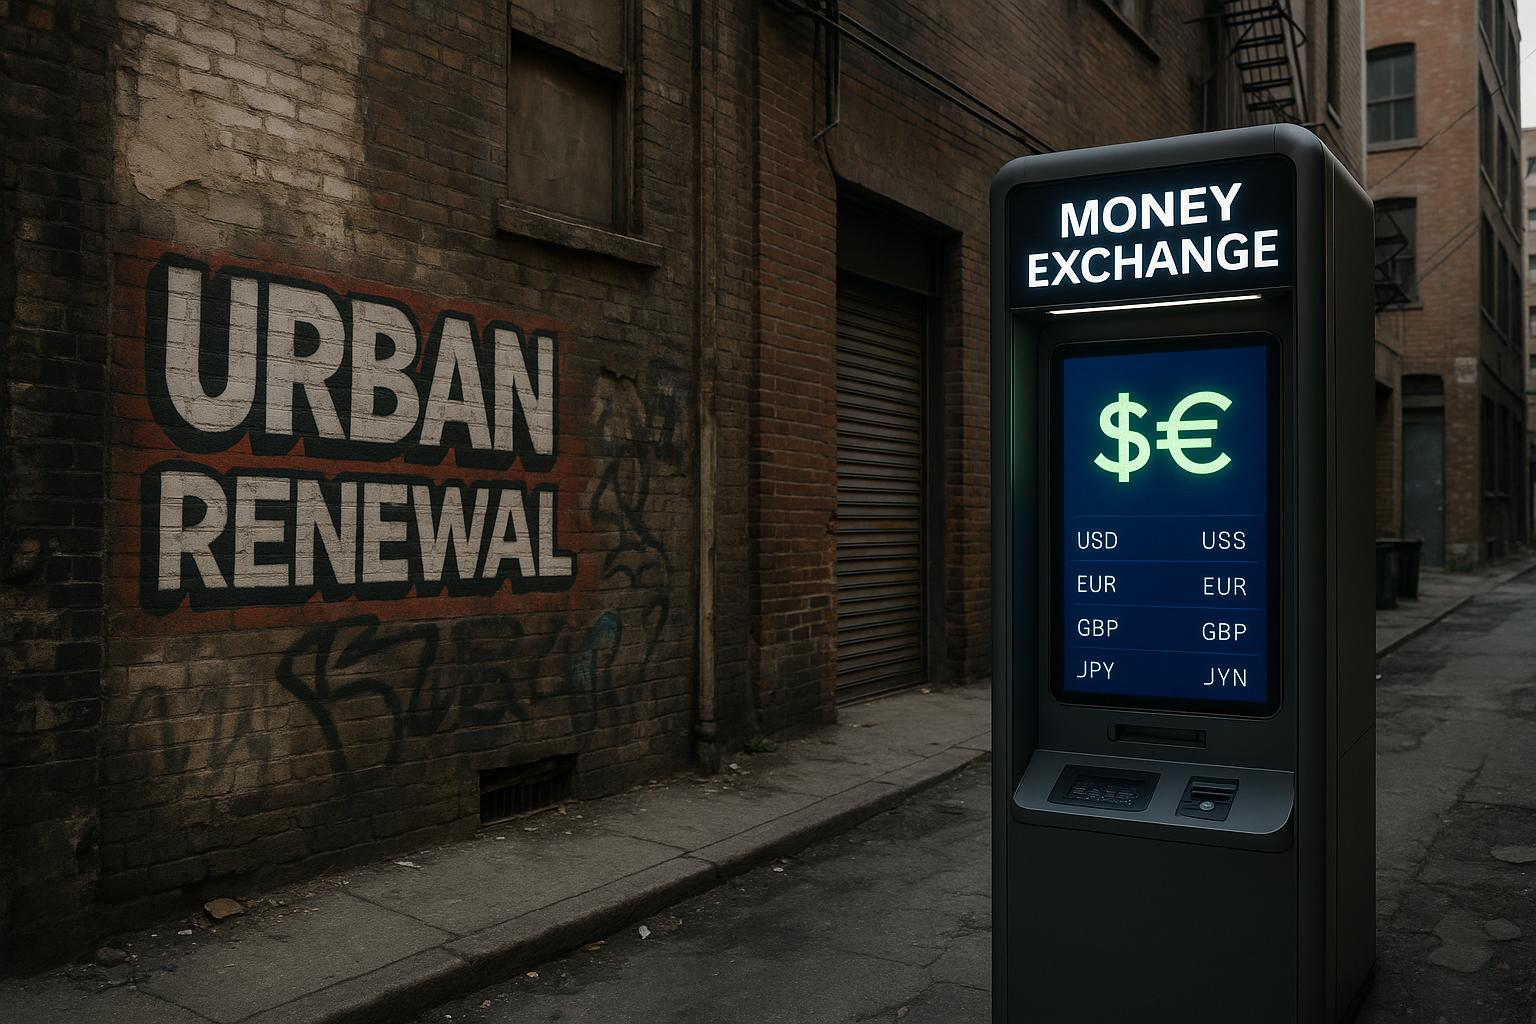 URBAN
RENEWAL
MONEY
EXCHANGE
$€
USD USS
EUR EUR
GBP GBP
JPY JYN